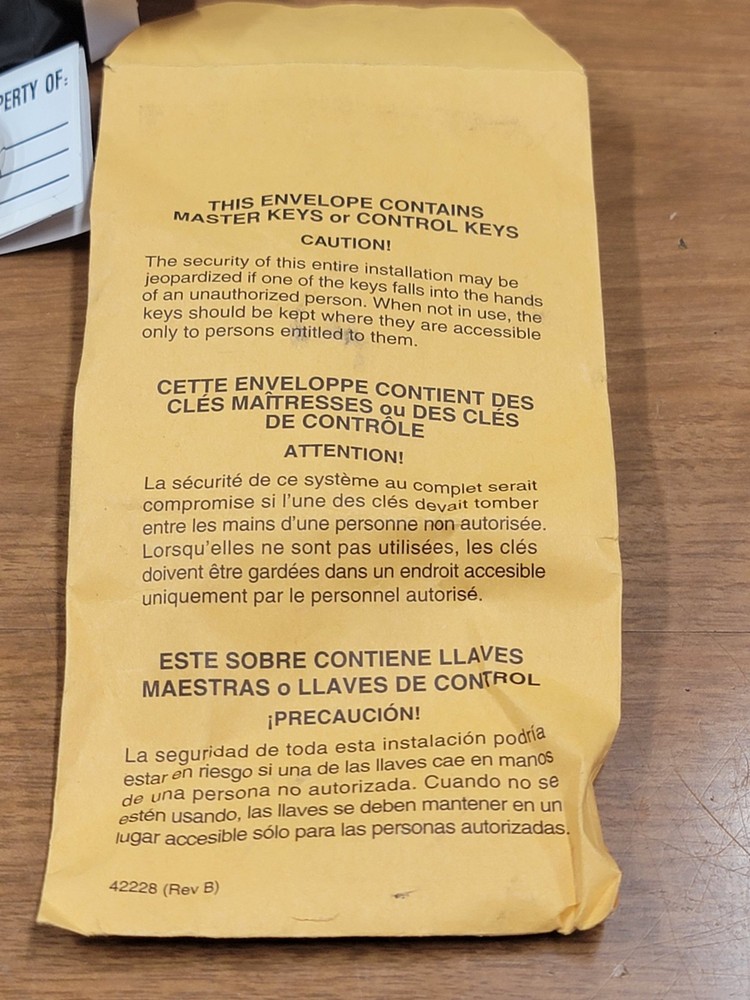 PERTY OF:
THIS ENVELOPE CONTAINS
MASTER KEYS or CONTROL KEYS
CAUTION!
The security of this entire installation may be
jeopardized if one of the keys falls into the hands
of an unauthorized person. When not in use, the
keys should be kept where they are accessible
only to persons entitled to them.
CETTE ENVELOPPE CONTIENT DES
CLÉS MAÎTRESSES ou DES CLÉS
DE CONTRÔLE
ATTENTION!
La sécurité de ce système au complet serait
compromise si l'une des clés devait tomber
entre les mains d'une personne non autorisée.
Lorsqu'elles ne sont pas utilisées, les clés
doivent être gardées dans un endroit accesible
uniquement par le personnel autorisé.
ESTE SOBRE CONTIENE LLAVES
MAESTRAS o LLAVES DE CONTROL
¡PRECAUCIÓN!
La seguridad de toda esta instalación podría
estar en riesgo si una de las llaves cae en manos
de una persona no autorizada. Cuando no se
estén usando, las llaves se deben mantener en un
lugar accesible sólo para las personas autorizadas.
42228 (Rev B)